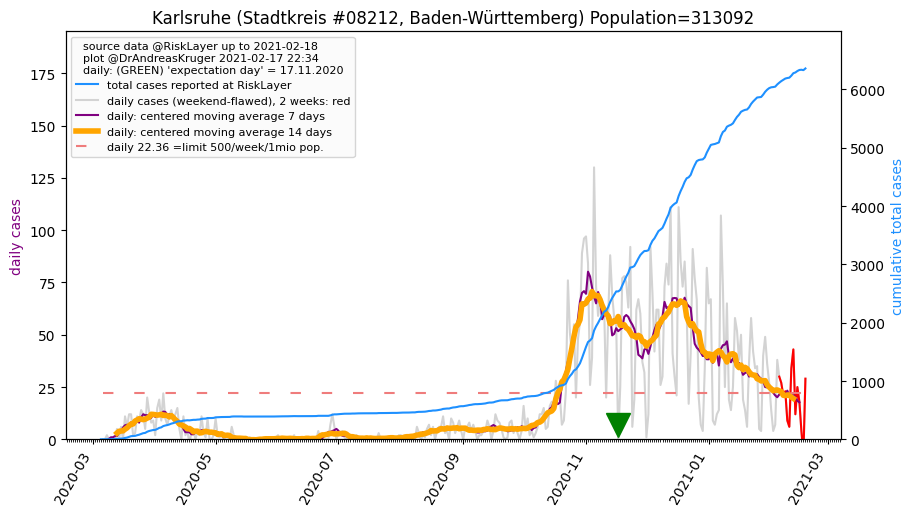 Karlsruhe (Stadtkreis #08212, Baden-Württemberg) Population=313092
source data @RiskLayer up to 2021-02-18
plot @DrAndreasKruger 2021-02-17 22:34
daily: (GREEN) 'expectation day' = 17.11.2020
total cases reported at RiskLayer
daily cases (weekend-flawed), 2 weeks: red
daily: centered moving average 7 days
daily: centered moving average 14 days
daily 22.36 =limit 500/week/1mio pop.
daily cases
175
150
125
100
75
50
25
0
cumulative total cases
6000
5000
4000
3000
2000
1000
0
2020-03
2020-05
2020-07
2020-09
2020-11
2021-01
2021-03